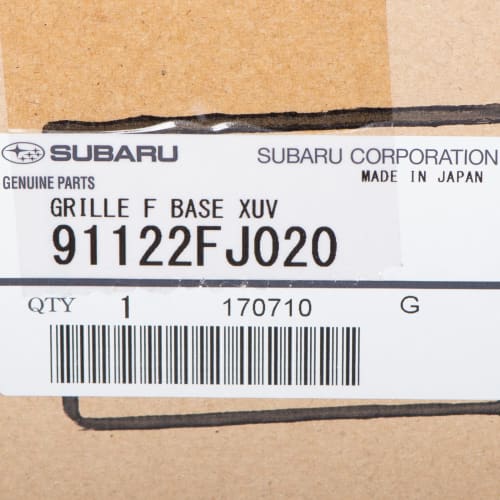 SUBARU SUBARU CORPORATION
GENUINE PARTS MADE IN JAPAN
GRILLE F BASE XUV
91122FJ020
QTY 1 170710 G